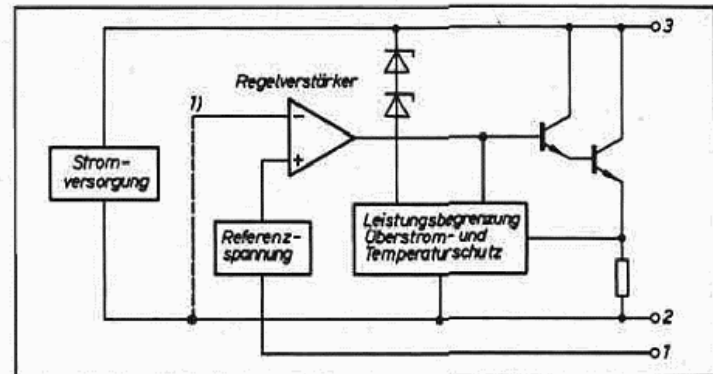 3
Regelverstärker
1)
–
+
Strom-
versorgung
Referenz-
spannung
Leistungsbegrenzung
Überstrom- und
Temperaturschutz
2
1